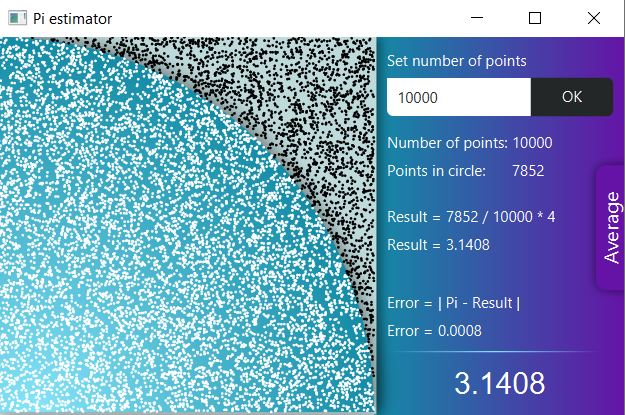 Pi estimator
Set number of points
10000
OK
Number of points: 10000
Points in circle: 7852
Average
Result = 7852 / 10000 * 4
Result = 3.1408
Error = | Pi - Result |
Error = 0.0008
3.1408